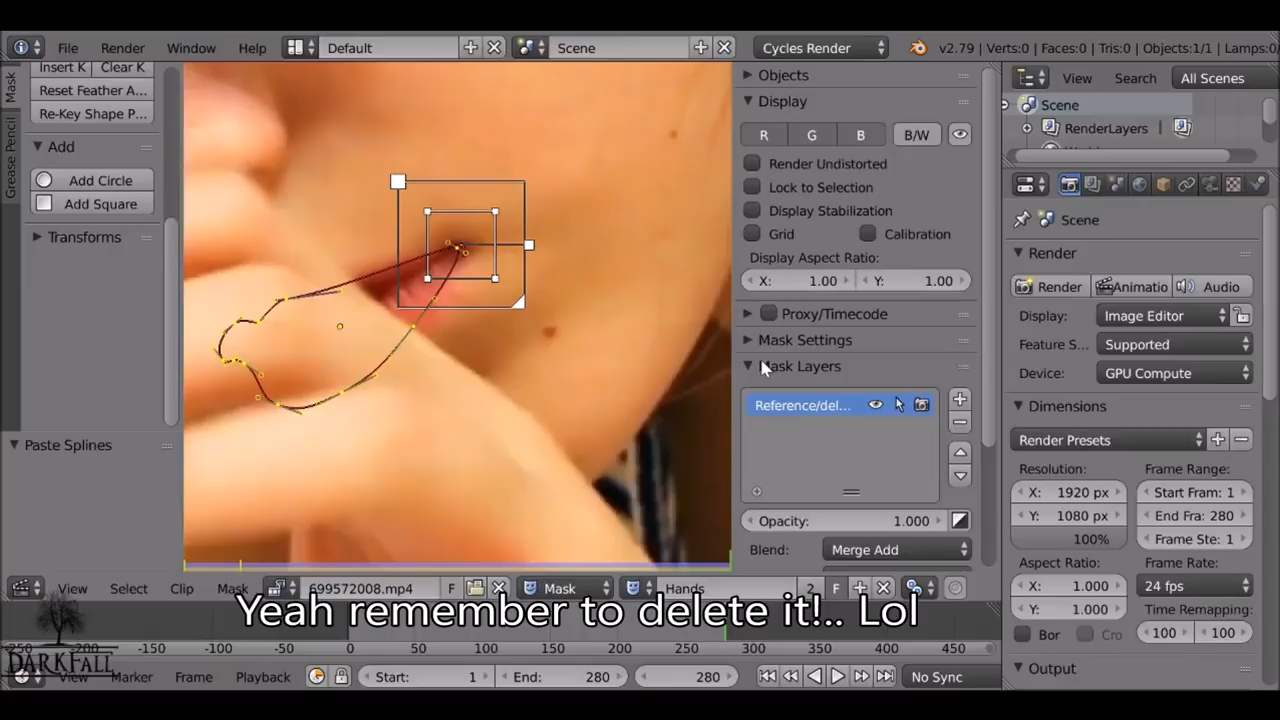 File Render Window Help Default Scene Cycles Render v2.79 | Verts:0 | Faces:0 | Tris:0 | Objects:1/1 | Lamps:0/
Insert K Clear K
Reset Feather A...
Re-Key Shape P...
Add
Add Circle
Add Square
Transforms
Paste Splines
Mask
Grease Pencil
Objects
Display
R G B B/W
Render Undistorted
Lock to Selection
Display Stabilization
Grid Calibration
Display Aspect Ratio:
X: 1.00 Y: 1.00
Proxy/Timecode
Mask Settings
Mask Layers
Reference/del...
Opacity: 1.000
Blend: Merge Add
View Search All Scenes
Scene
RenderLayers
Scene
Render
Render Animatio Audio
Display: Image Editor
Feature S... Supported
Device: GPU Compute
Dimensions
Render Presets
Resolution: Frame Range:
X: 1920 px Start Fram: 1
Y: 1080 px End Fra: 280
100% Frame Ste: 1
Aspect Ratio: Frame Rate:
X: 1.000 24 fps
Y: 1.000 Time Remapping:
Bor Cro 100 100
Output
View Select Clip Mask 699572008.mp4 F Mask Hands 2 F
Yeah remember to delete it!.. Lol
-250 -200 -150 -100 -50 0 50 100 150 200 250 300 350 400 450
DARKFALL
View Marker Frame Playback Start: 1 End: 280 280 No Sync